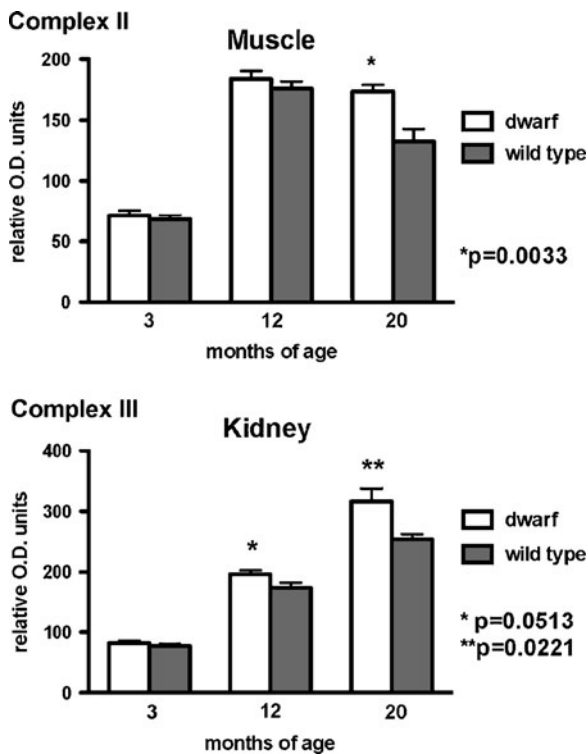 Complex II
Muscle
relative O.D. units
200
150
100
50
0
*
dwarf
wild type
*p=0.0033
3 12 20
months of age
Complex III
Kidney
relative O.D. units
400
300
200
100
0
*
**
dwarf
wild type
* p=0.0513
**p=0.0221
3 12 20
months of age